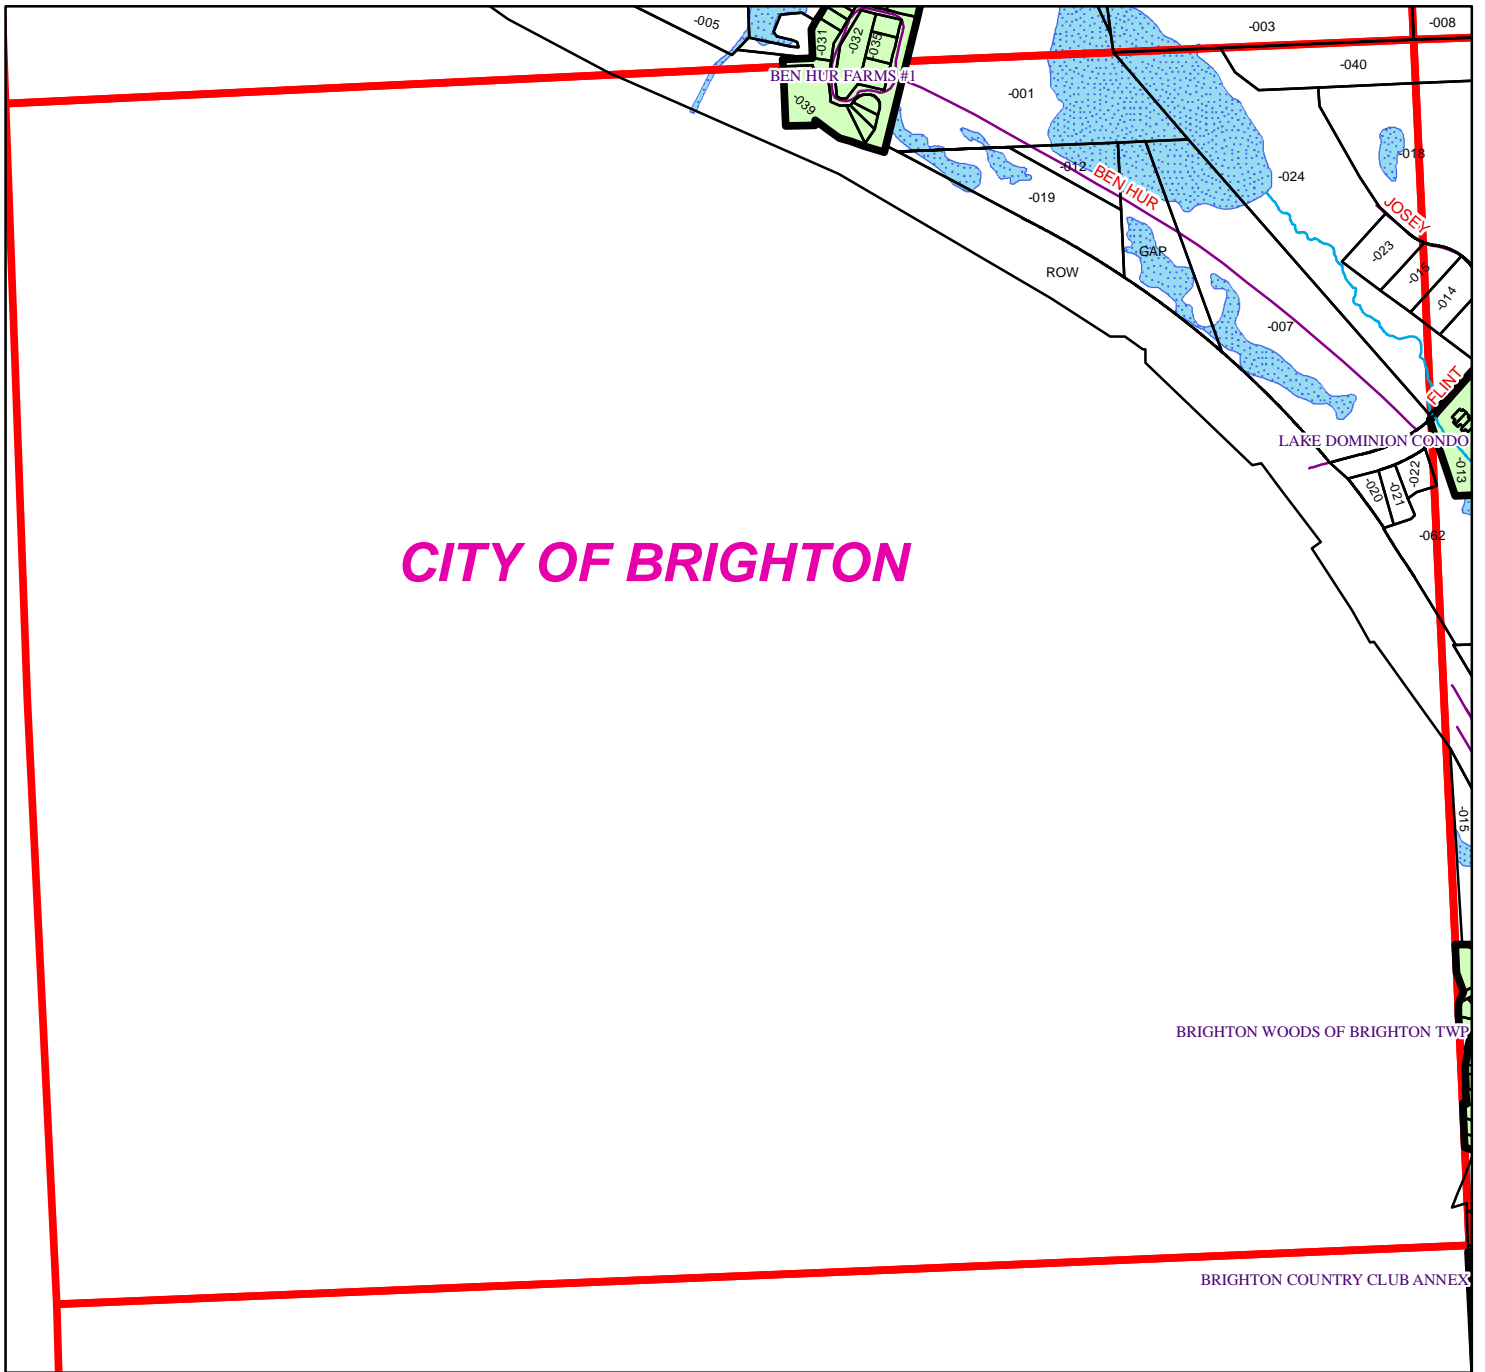 -005
-031
-032
-035
-003
-008
-040
BEN HUR FARMS #1
-039
-001
-018
-012
-024
BEN HUR
-019
JOSEY
-023
GAP
-015
ROW
-014
-007
FLINT
LAKE DOMINION CONDO
-013
-022
-020
-021
-062
CITY OF BRIGHTON
-015
BRIGHTON WOODS OF BRIGHTON TWP
BRIGHTON COUNTRY CLUB ANNEX